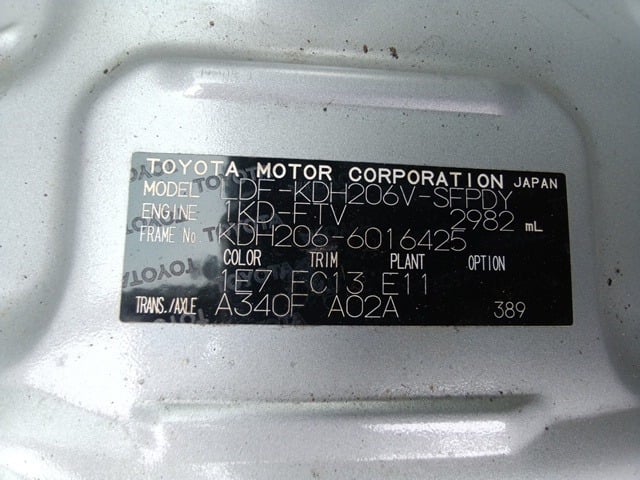 TOYOTA MOTOR CORPORATION JAPAN
MODEL LDF-KDH206V-SFPDY
ENGINE 1KD-FTV 2982 mL
FRAME No. KDH206-6016425
COLOR TRIM PLANT OPTION
1E7 FC13 E11
TRANS./AXLE A340F A02A 389